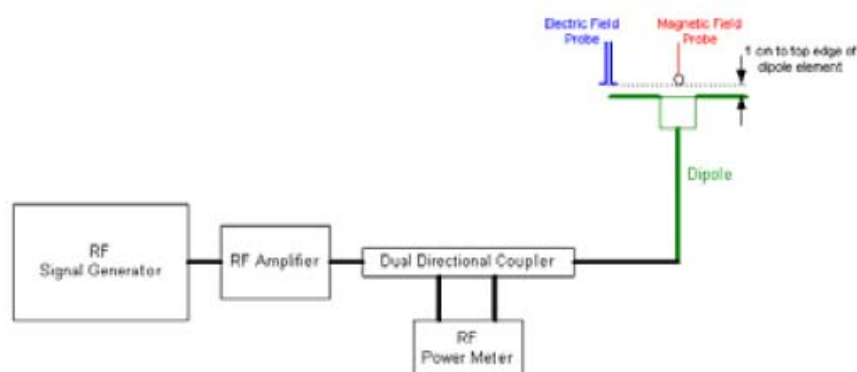 Electric Field
Probe
Magnetic Field
Probe
1 cm to top edge of
dipole element
Dipole
RF
Signal Generator
RF Amplifier
Dual Directional Coupler
RF
Power Meter